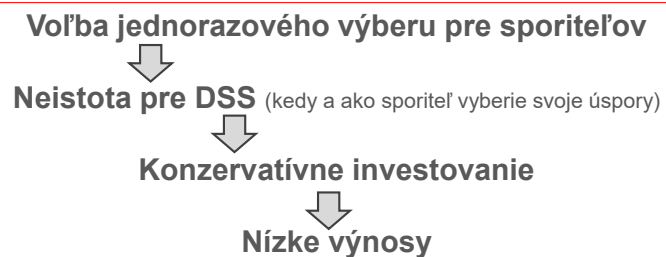 Voľba jednorazového výberu pre sporiteľov
Neistota pre DSS (kedy a ako sporiteľ vyberie svoje úspory)
Konzervatívne investovanie
Nízke výnosy